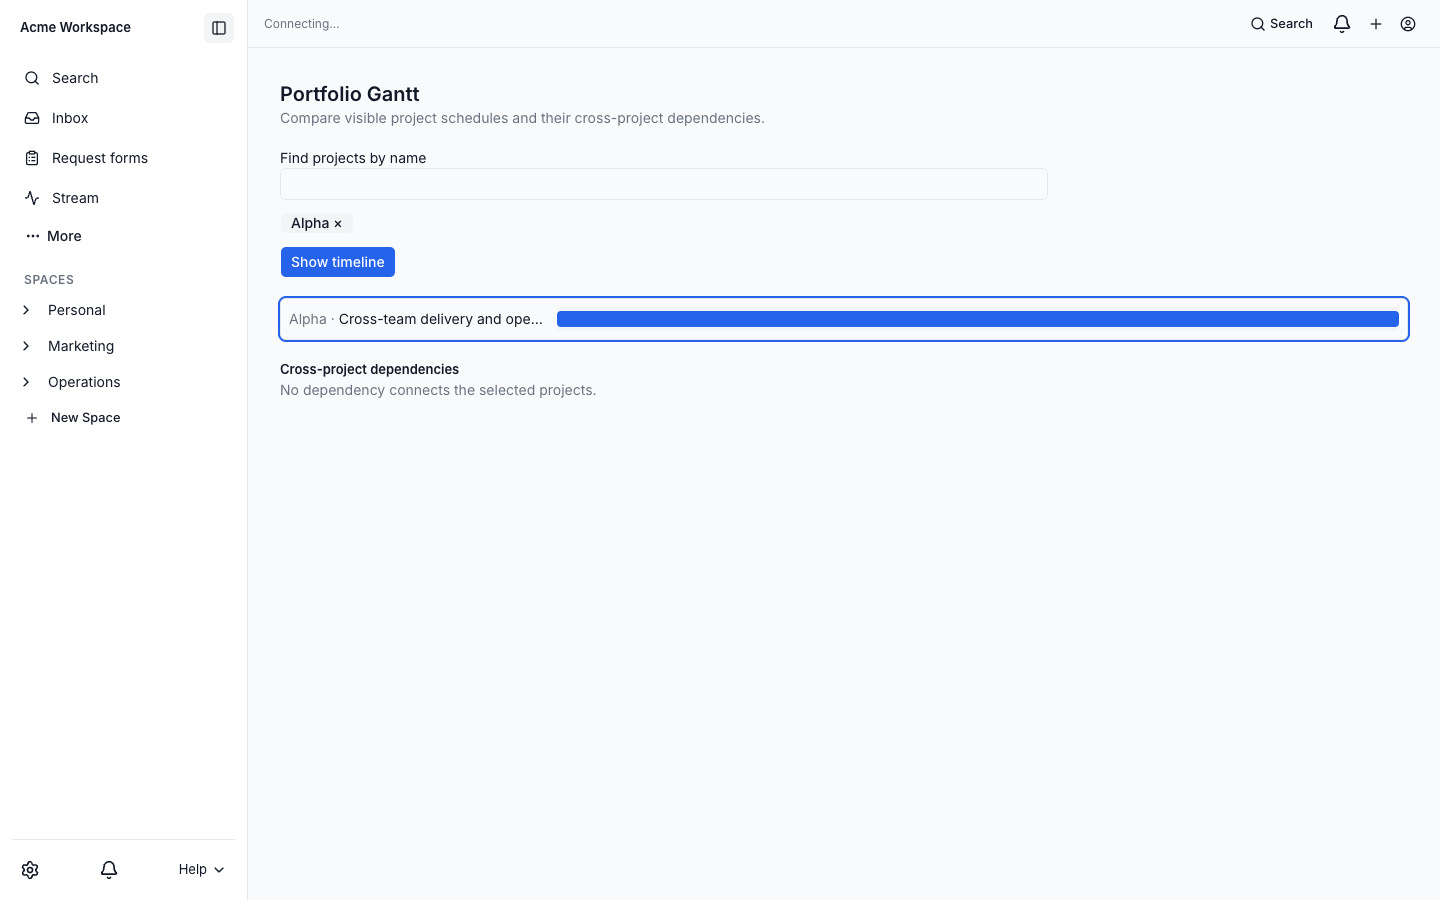 Acme Workspace
Search
Inbox
Request forms
Stream
More
SPACES
Personal
Marketing
Operations
New Space
Help
Connecting...
Search
Portfolio Gantt
Compare visible project schedules and their cross-project dependencies.
Find projects by name
Alpha ×
Show timeline
Alpha · Cross-team delivery and ope...
Cross-project dependencies
No dependency connects the selected projects.